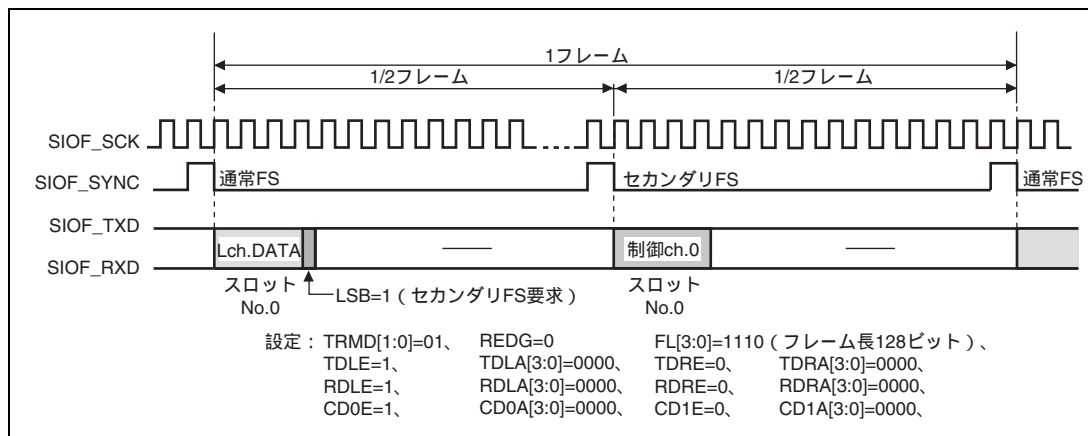 1フレーム
1/2フレーム
1/2フレーム
SIOF_SCK
SIOF_SYNC
通常FS
セカンダリFS
通常FS
SIOF_TXD
Lch.DATA
制御ch.0
SIOF_RXD
スロット
No.0
LSB=1(セカンダリFS要求)
スロット
No.0
設定: TRMD[1:0]=01、 REDG=0 FL[3:0]=1110(フレーム長128ビット)、
TDLE=1、 TDLA[3:0]=0000、 TDRE=0、 TDRA[3:0]=0000、
RDLE=1、 RDLA[3:0]=0000、 RDRE=0、 RDRA[3:0]=0000、
CD0E=1、 CD0A[3:0]=0000、 CD1E=0、 CD1A[3:0]=0000、